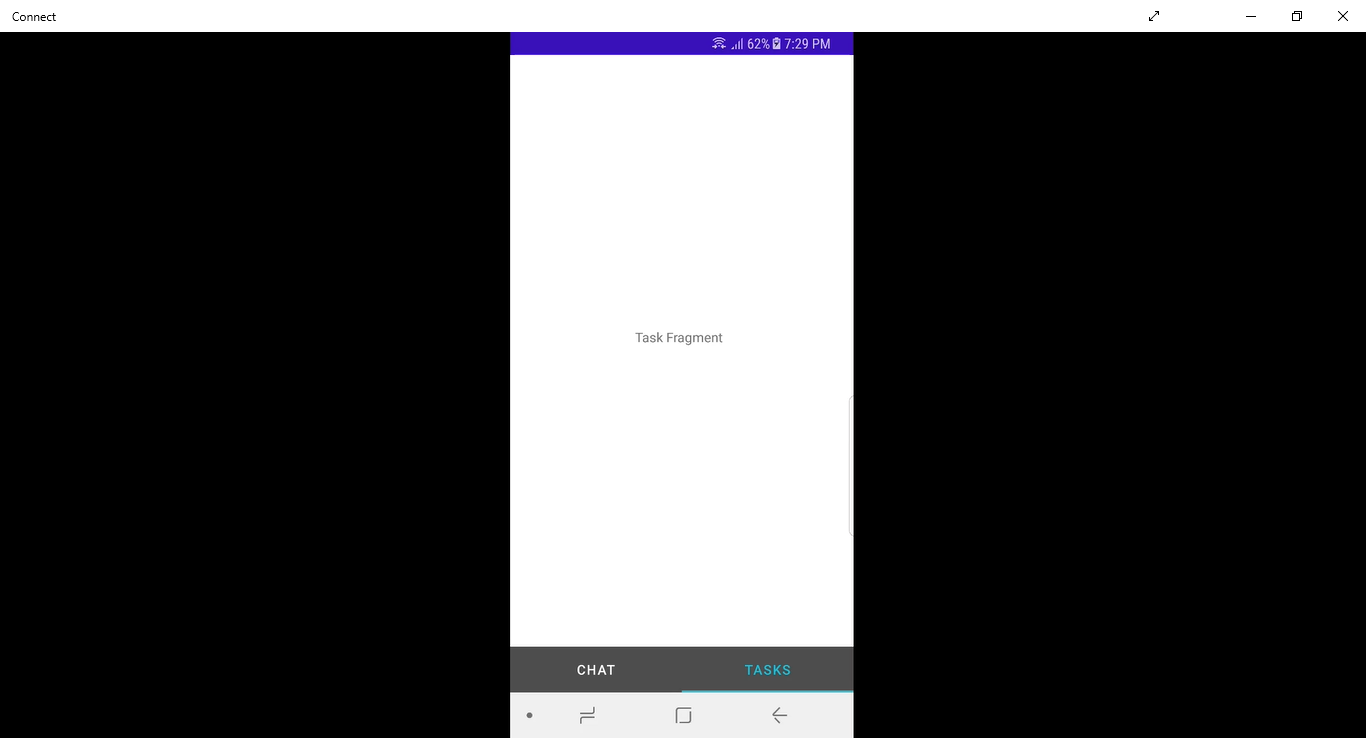 Connect
62% 7:29 PM
Task Fragment
CHAT TASKS